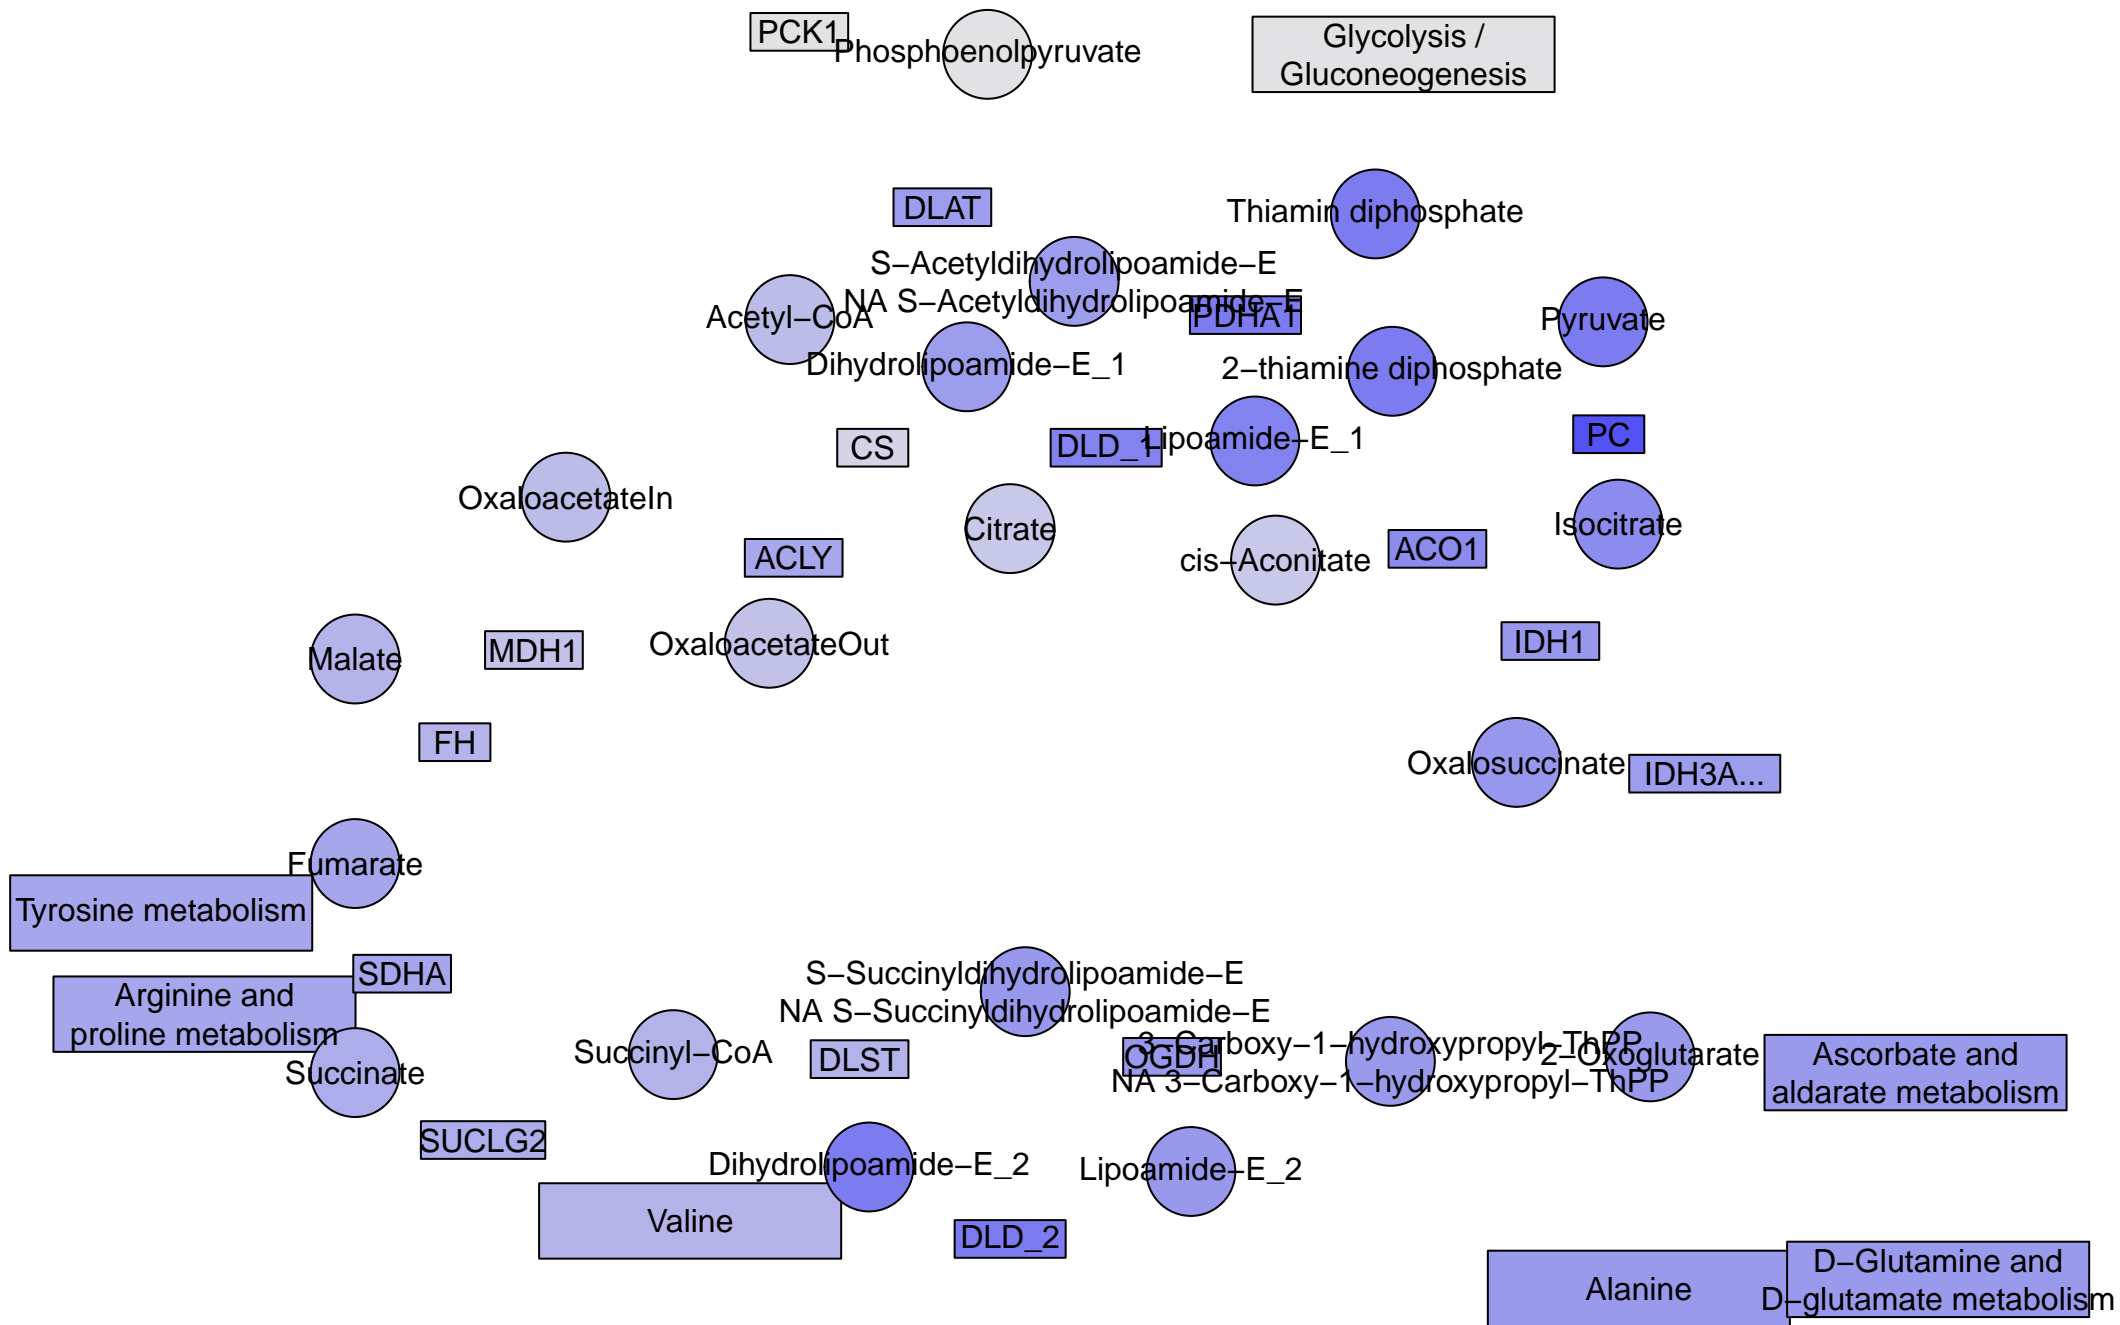 PCK1
Phosphoenolpyruvate
Glycolysis /
Gluconeogenesis
DLAT
Thiamin diphosphate
S−Acetyldihydrolipoamide−E
NA S−Acetyldihydrolipoamide−E
Acetyl−CoA
PDHA1
Pyruvate
Dihydrolipoamide−E_1
2−thiamine diphosphate
CS
DLD_1
Lipoamide−E_1
PC
OxaloacetateIn
Citrate
Isocitrate
ACLY
cis−Aconitate
ACO1
Malate
MDH1
OxaloacetateOut
IDH1
FH
Oxalosuccinate
IDH3A...
Fumarate
Tyrosine metabolism
SDHA
Arginine and
proline metabolism
S−Succinyldihydrolipoamide−E
NA S−Succinyldihydrolipoamide−E
Succinate
Succinyl−CoA
DLST
OGDH
3−Carboxy−1−hydroxypropyl−ThPP
NA 3−Carboxy−1−hydroxypropyl−ThPP
2−Oxoglutarate
Ascorbate and
aldarate metabolism
SUCLG2
Dihydrolipoamide−E_2
Lipoamide−E_2
Valine
DLD_2
Alanine
D−Glutamine and
D−glutamate metabolism